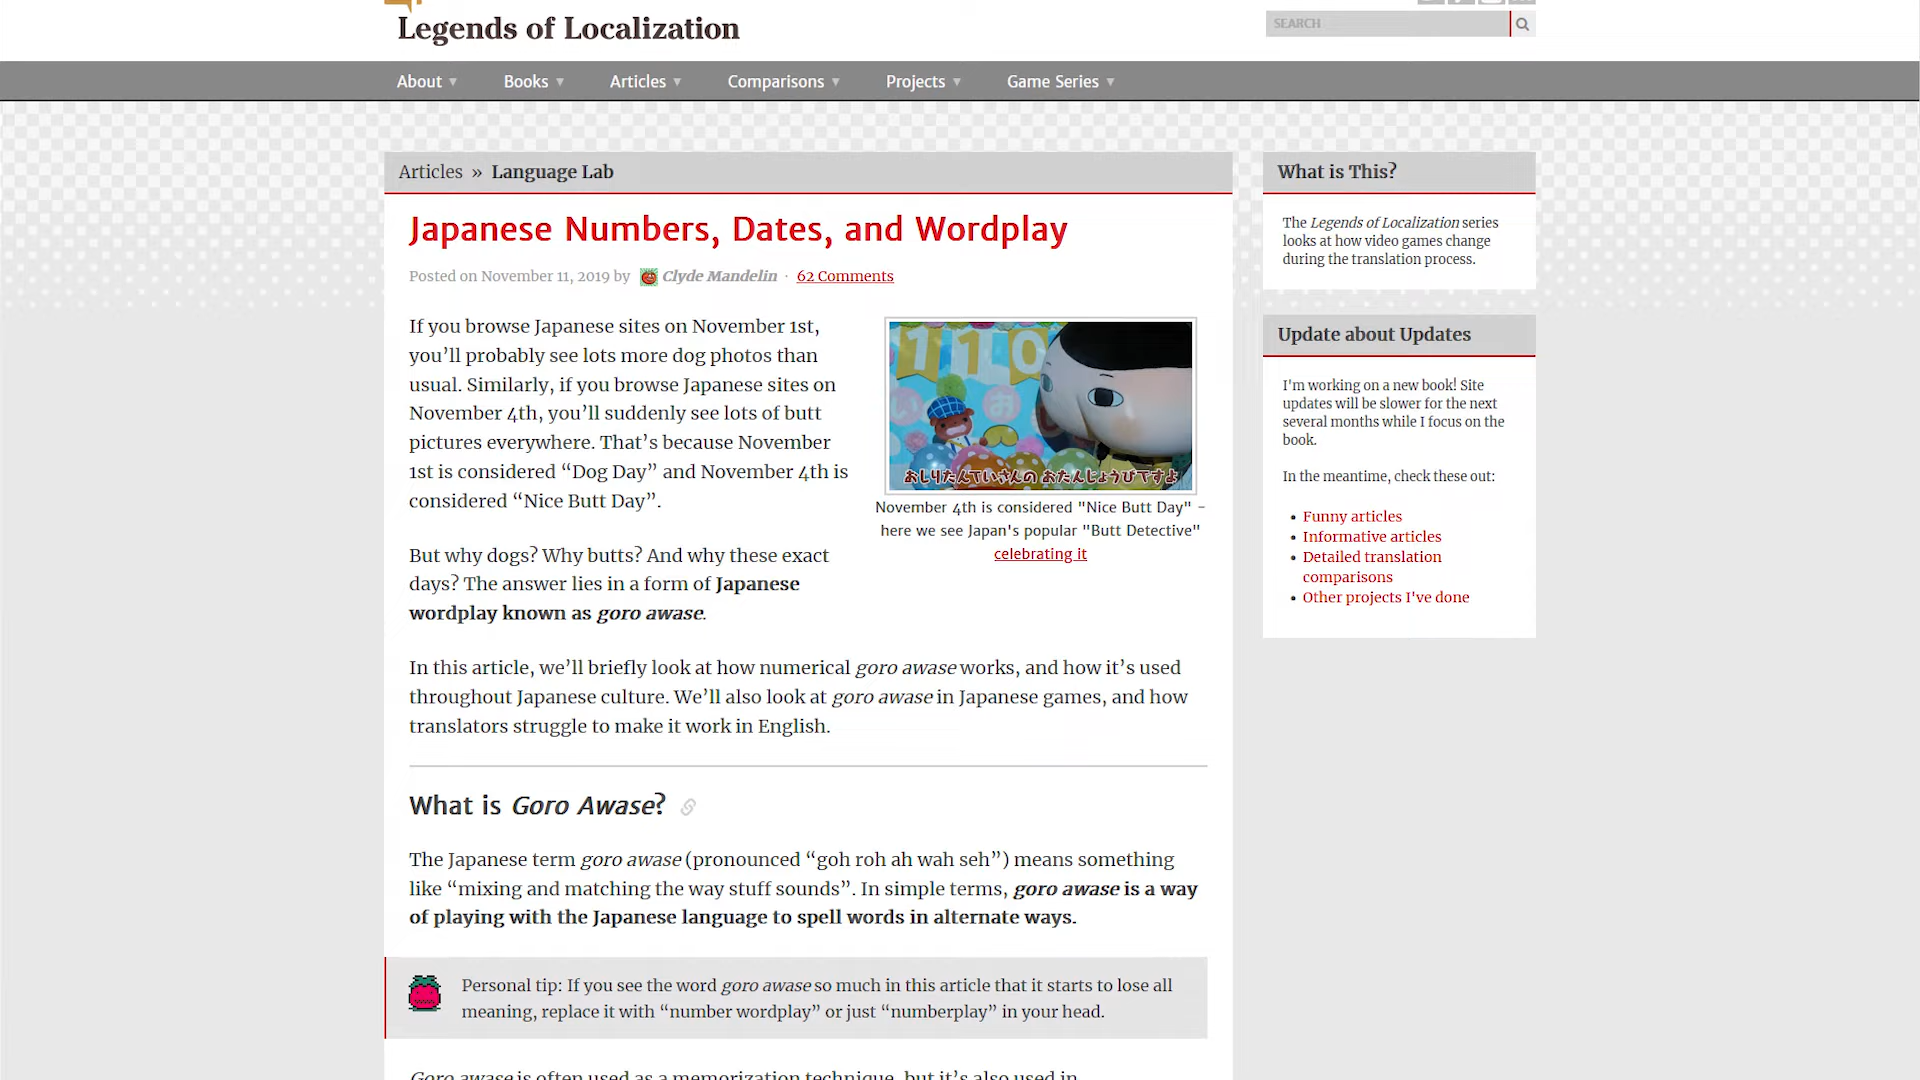 Legends of Localization
SEARCH
About
Books
Articles
Comparisons
Projects
Game Series
Articles » Language Lab
Japanese Numbers, Dates, and Wordplay
Posted on November 11, 2019 by Clyde Mandelin · 62 Comments
If you browse Japanese sites on November 1st,
you’ll probably see lots more dog photos than
usual. Similarly, if you browse Japanese sites on
November 4th, you’ll suddenly see lots of butt
pictures everywhere. That’s because November
1st is considered “Dog Day” and November 4th is
considered “Nice Butt Day”.
110
い
お
おしりたんていさんの おたんじょうびですよ
November 4th is considered "Nice Butt Day" –
here we see Japan's popular "Butt Detective"
celebrating it
But why dogs? Why butts? And why these exact
days? The answer lies in a form of Japanese
wordplay known as goro awase.
In this article, we’ll briefly look at how numerical goro awase works, and how it’s used
throughout Japanese culture. We’ll also look at goro awase in Japanese games, and how
translators struggle to make it work in English.
What is Goro Awase?
The Japanese term goro awase (pronounced “goh roh ah wah seh”) means something
like “mixing and matching the way stuff sounds”. In simple terms, goro awase is a way
of playing with the Japanese language to spell words in alternate ways.
Personal tip: If you see the word goro awase so much in this article that it starts to lose all
meaning, replace it with “number wordplay” or just “numberplay” in your head.
Goro awase is often used as a memorization technique, but it’s also used in
What is This?
The Legends of Localization series
looks at how video games change
during the translation process.
Update about Updates
I'm working on a new book! Site
updates will be slower for the next
several months while I focus on the
book.
In the meantime, check these out:
Funny articles
Informative articles
Detailed translation
comparisons
Other projects I've done